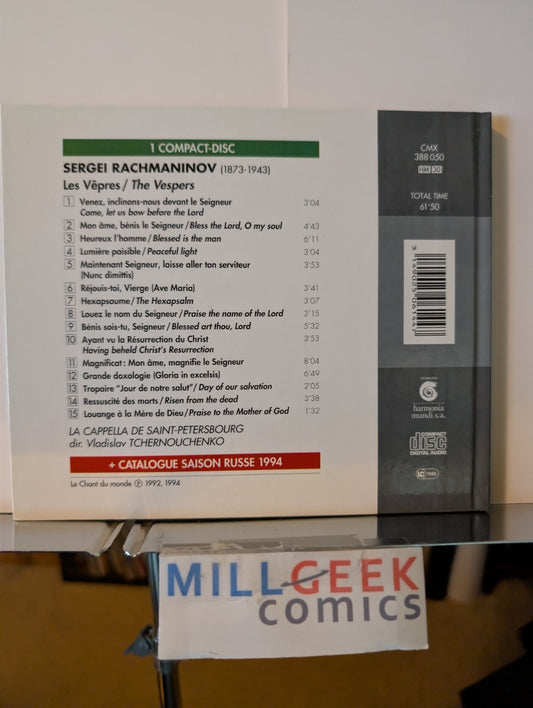 1 COMPACT-DISC
SERGEI RACHMANINOV (1873-1943)
Les Vêpres / The Vespers
1 Venez, inclinons-nous devant le Seigneur 3'04
Come, let us bow before the Lord
2 Mon âme, bénis le Seigneur / Bless the Lord, O my soul 4'43
3 Heureux l'homme / Blessed is the man 6'11
4 Lumière paisible / Peaceful light 3'04
5 Maintenant Seigneur, laisse aller ton serviteur 3'53
(Nunc dimittis)
6 Réjouis-toi, Vierge (Ave Maria) 3'41
7 Hexapsaume / The Hexapsalm 3'07
8 Louez le nom du Seigneur / Praise the name of the Lord 2'15
9 Bénis sois-tu, Seigneur / Blessed art thou, Lord 5'32
10 Ayant vu la Résurrection du Christ 3'53
Having beheld Christ's Resurrection
11 Magnificat : Mon âme, magnifie le Seigneur 8'04
12 Grande doxologie (Gloria in excelsis) 6'49
13 Tropaire "Jour de notre salut" / Day of our salvation 2'05
14 Ressuscité des morts / Risen from the dead 3'38
15 Louange à la Mère de Dieu / Praise to the Mother of God 1'32
LA CAPPELLA DE SAINT-PETERSBOURG
dir. Vladislav TCHERNOUCHENKO
+ CATALOGUE SAISON RUSSE 1994
Le Chant du monde ℗ 1992, 1994
CMX
388 050
HM 30
TOTAL TIME
61'50
3 149025 061447
harmonia
mundi s.a.
COMPACT
disc
DIGITAL AUDIO
LC 7045
MILLGEEK
comics